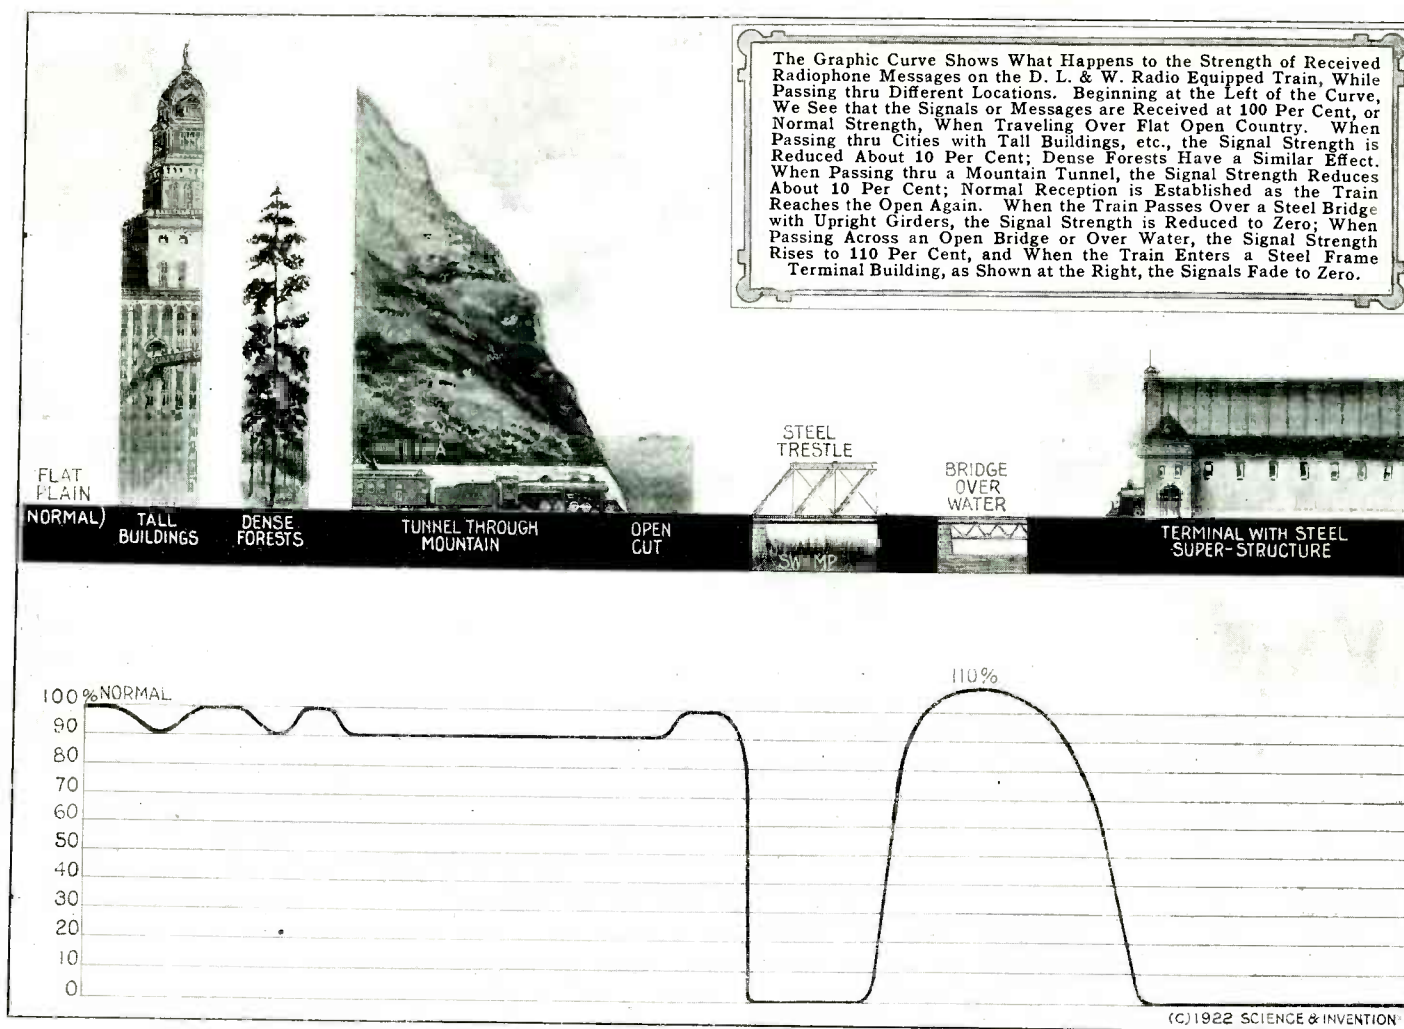 The Graphic Curve Shows What Happens to the Strength of Received
Radiophone Messages on the D. L. & W. Radio Equipped Train, While
Passing thru Different Locations. Beginning at the Left of the Curve,
We See that the Signals or Messages are Received at 100 Per Cent, or
Normal Strength, When Traveling Over Flat Open Country. When
Passing thru Cities with Tall Buildings, etc., the Signal Strength is
Reduced About 10 Per Cent; Dense Forests Have a Similar Effect.
When Passing thru a Mountain Tunnel, the Signal Strength Reduces
About 10 Per Cent; Normal Reception is Established as the Train
Reaches the Open Again. When the Train Passes Over a Steel Bridge
with Upright Girders, the Signal Strength is Reduced to Zero; When
Passing Across an Open Bridge or Over Water, the Signal Strength
Rises to 110 Per Cent, and When the Train Enters a Steel Frame
Terminal Building, as Shown at the Right, the Signals Fade to Zero.
FLAT
PLAIN
NORMAL)
TALL
BUILDINGS
DENSE
FORESTS
TUNNEL THROUGH
MOUNTAIN
OPEN
CUT
STEEL
TRESTLE
BRIDGE
OVER
WATER
TERMINAL WITH STEEL
SUPER-STRUCTURE
100% NORMAL
110%
90
80
70
60
50
40
30
20
10
0
(C) 1922 SCIENCE & INVENTION